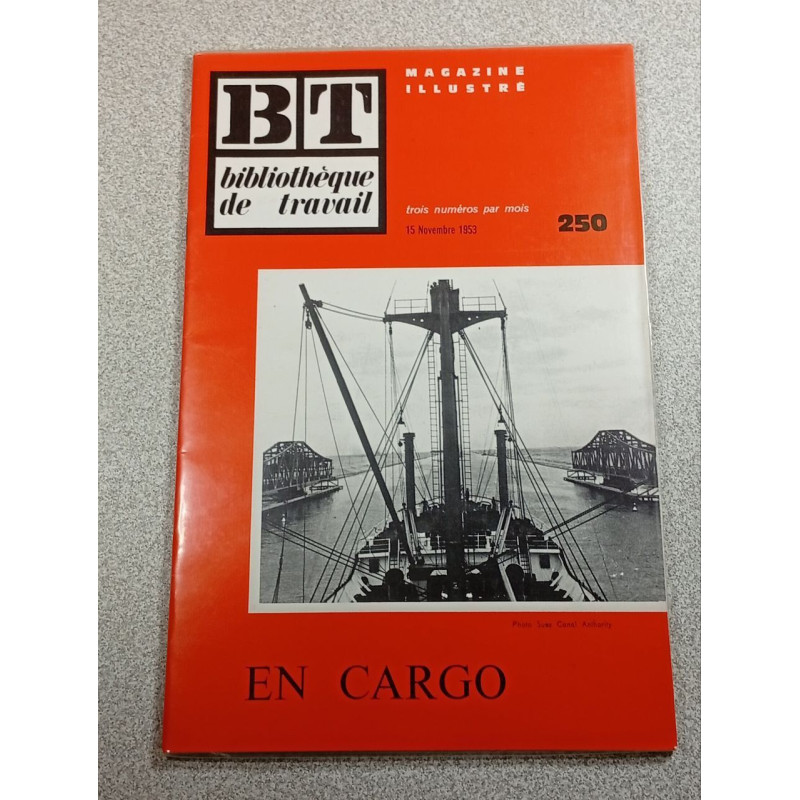 BT
bibliothèque
de travail
MAGAZINE
ILLUSTRÉ
trois numéros par mois
15 Novembre 1953
250
Photo Suez Canal Authority
EN CARGO